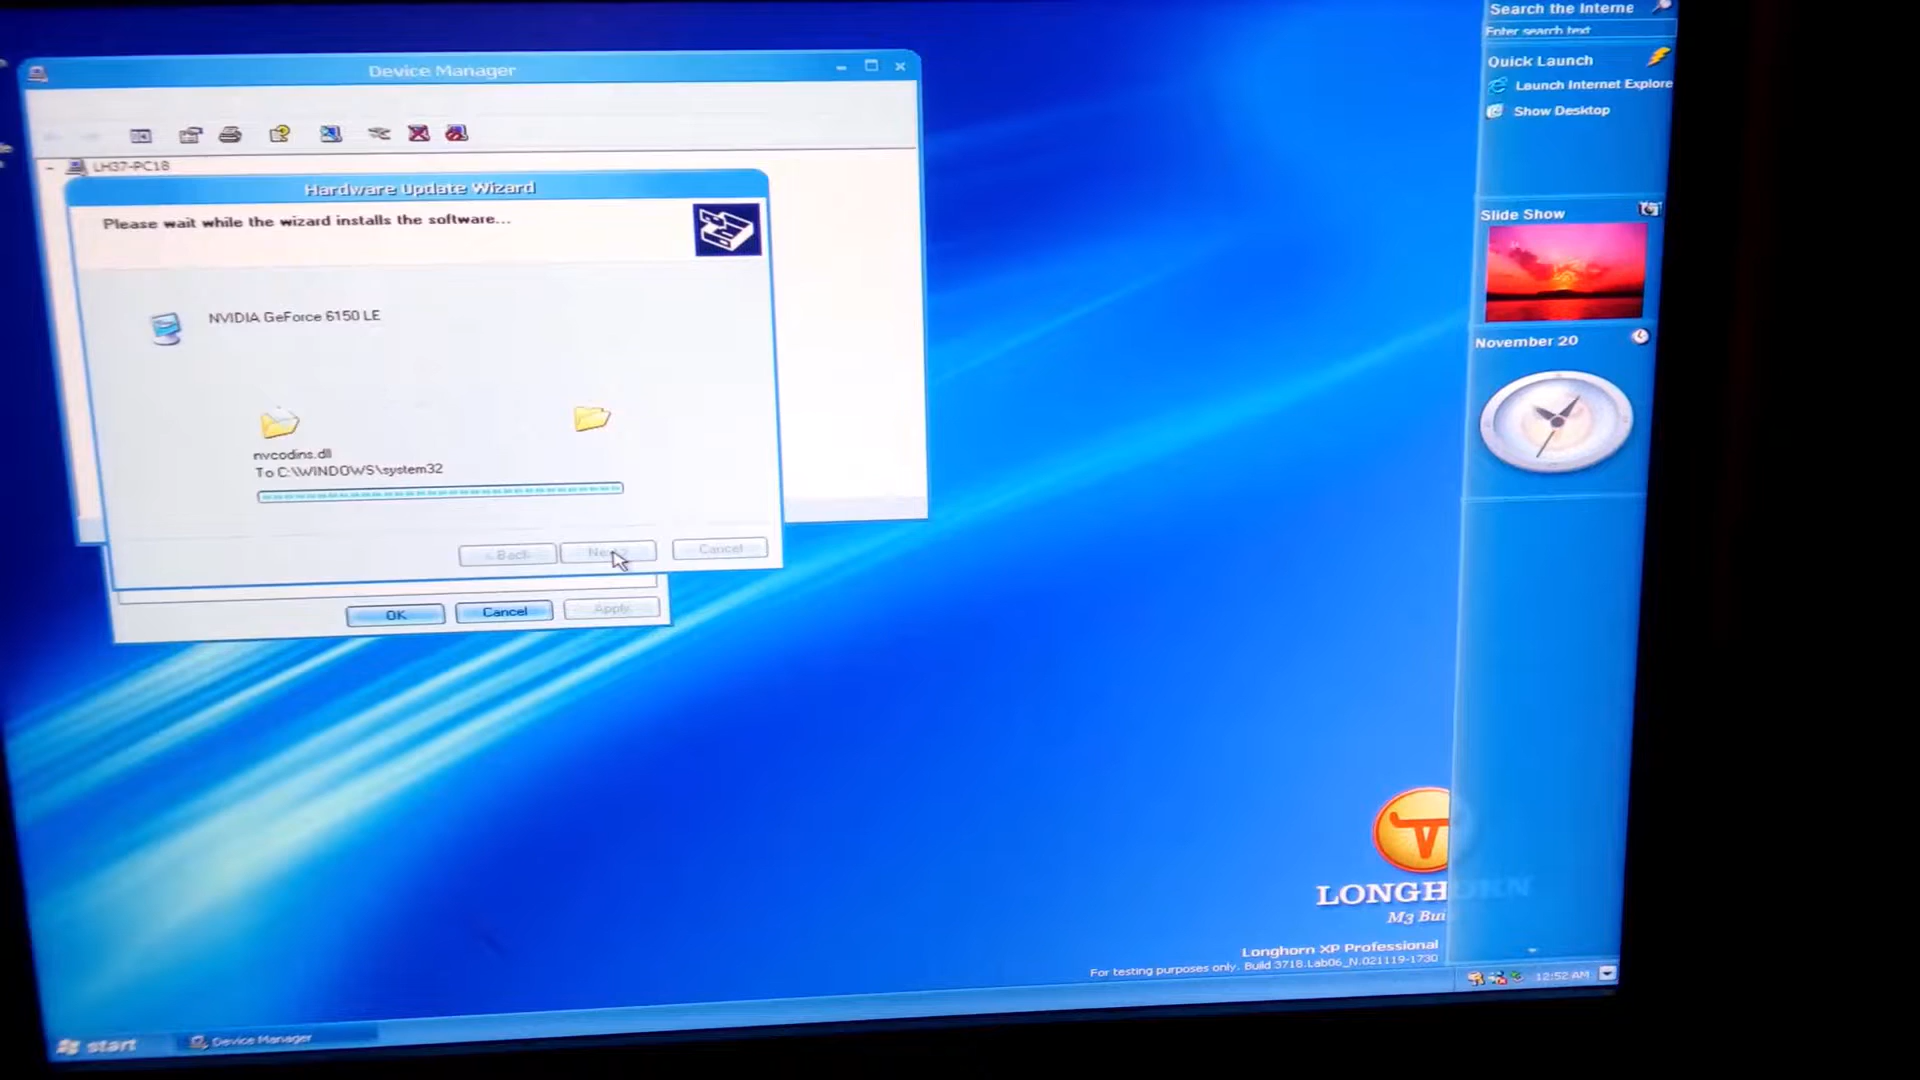 Device Manager
LH37-PC18
Hardware Update Wizard
Please wait while the wizard installs the software...
NVIDIA GeForce 6150 LE
nvcodins.dll
To C:\WINDOWS\system32
< Back
Cancel
OK
Cancel
Apply
Search the Interne
Enter search text
Quick Launch
Launch Internet Explore
Show Desktop
Slide Show
November 20
LONGHORN
M3 Bui
Longhorn XP Professional
For testing purposes only. Build 3718.Lab06_N.021119-1730
start
Device Manager
12:52 AM